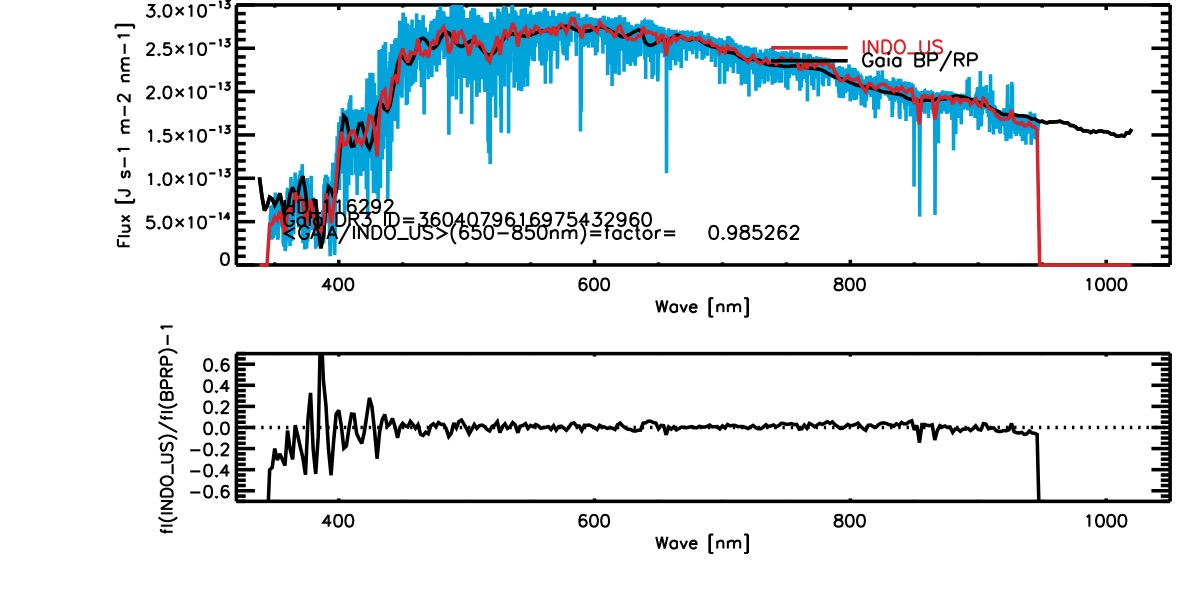 3.0×10⁻¹³
2.5×10⁻¹³
2.0×10⁻¹³
1.5×10⁻¹³
1.0×10⁻¹³
5.0×10⁻¹⁴
0
Flux [J s−1 m−2 nm−1]
INDO_US
Gaia BP/RP
HD 116292
Gaia DR3 ID=3604079616975432960
<GAIA/INDO_US>(650−850nm)=factor= 0.985262
400 600 800 1000
Wave [nm]
fl(INDO_US)/fl(BPRP)−1
0.6
0.4
0.2
0.0
−0.2
−0.4
−0.6
400 600 800 1000
Wave [nm]